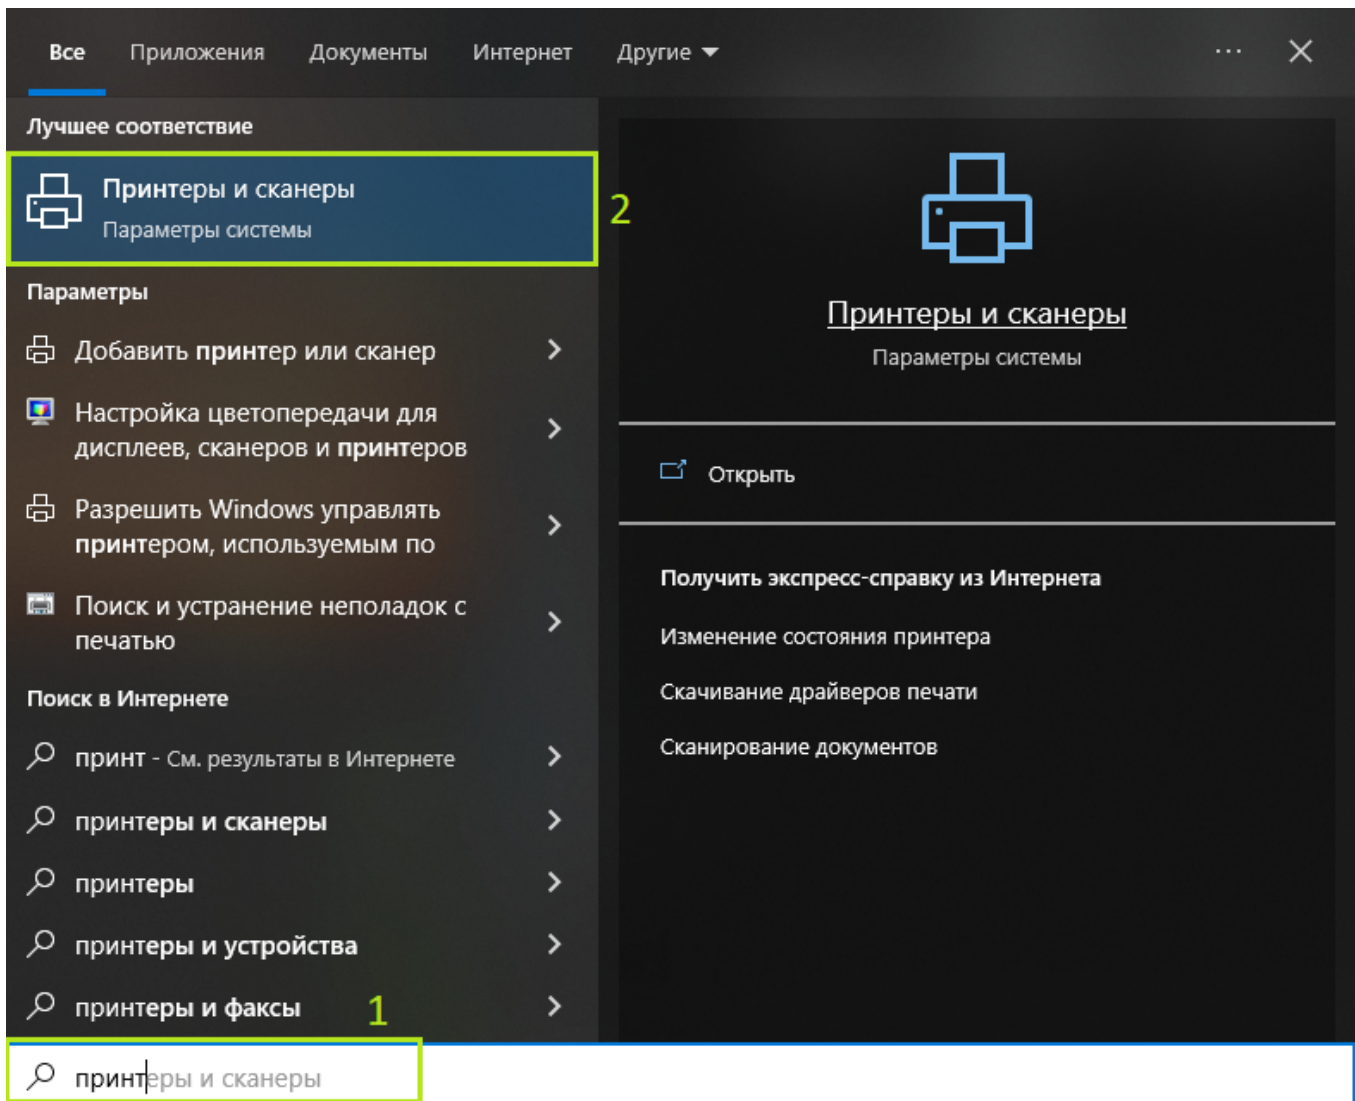 Все Приложения Документы Интернет Другие
Лучшее соответствие
Принтеры и сканеры
Параметры системы
2
Параметры
Добавить принтер или сканер
Настройка цветопередачи для
дисплеев, сканеров и принтеров
Разрешить Windows управлять
принтером, используемым по
Поиск и устранение неполадок с
печатью
Поиск в Интернете
принт - См. результаты в Интернете
принтеры и сканеры
принтеры
принтеры и устройства
принтеры и факсы
1
принтеры и сканеры
Принтеры и сканеры
Параметры системы
Открыть
Получить экспресс-справку из Интернета
Изменение состояния принтера
Скачивание драйверов печати
Сканирование документов